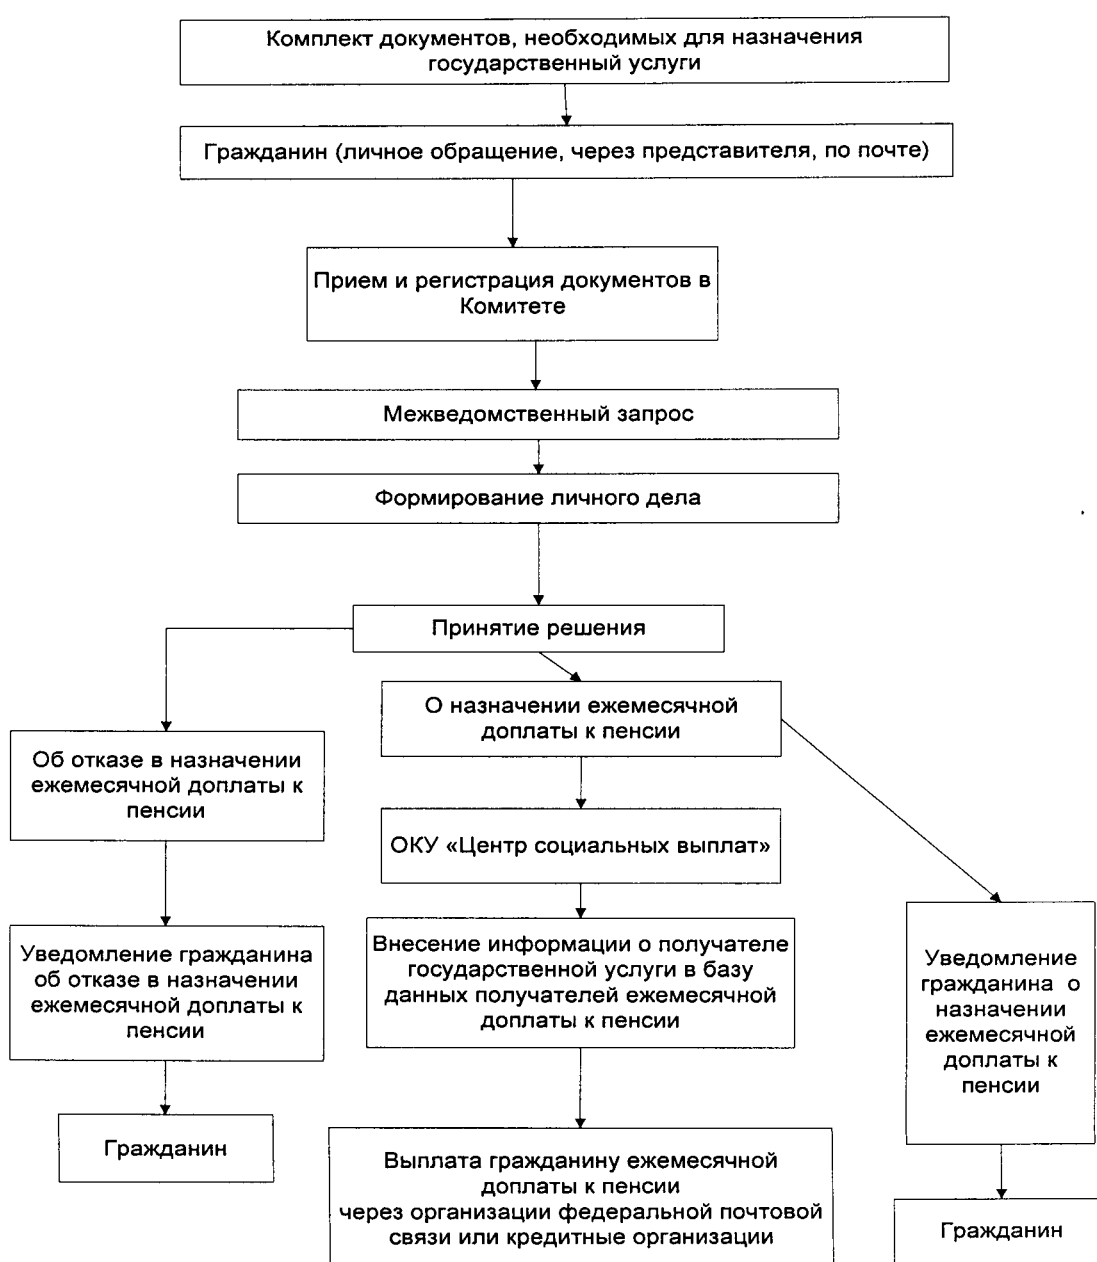 Комплект документов, необходимых для назначения
государственный услуги
Гражданин (личное обращение, через представителя, по почте)
Прием и регистрация документов в
Комитете
Межведомственный запрос
Формирование личного дела
Принятие решения
О назначении ежемесячной
доплаты к пенсии
Об отказе в назначении
ежемесячной доплаты к
пенсии
ОКУ «Центр социальных выплат»
Уведомление гражданина
об отказе в назначении
ежемесячной доплаты к
пенсии
Внесение информации о получателе
государственной услуги в базу
данных получателей ежемесячной
доплаты к пенсии
Уведомление
гражданина о
назначении
ежемесячной
доплаты к
пенсии
Гражданин
Выплата гражданину ежемесячной
доплаты к пенсии
через организации федеральной почтовой
связи или кредитные организации
Гражданин